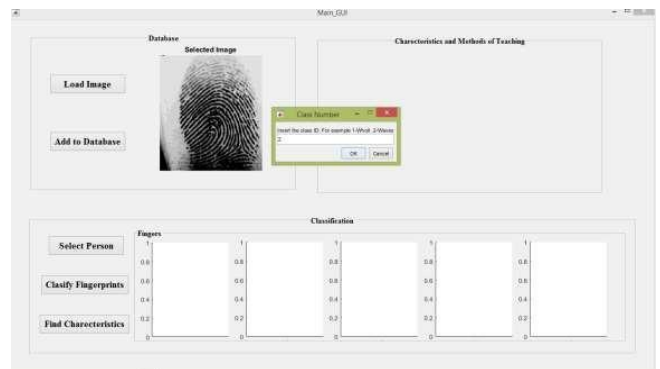 Main_GUI
Database
Selected Image
Load Image
Add to Database
Charecteristics and Methods of Teaching
Class Number
Insert the class ID. For example 1-Whorl ,2-Waves
2
OK
Cancel
Classification
Fingers
Select Person
Clasify Fingerprints
Find Charecteristics
1
0.8
0.6
0.4
0.2
0
1
0.8
0.6
0.4
0.2
0
1
0.8
0.6
0.4
0.2
0
1
0.8
0.6
0.4
0.2
0
1
0.8
0.6
0.4
0.2
0